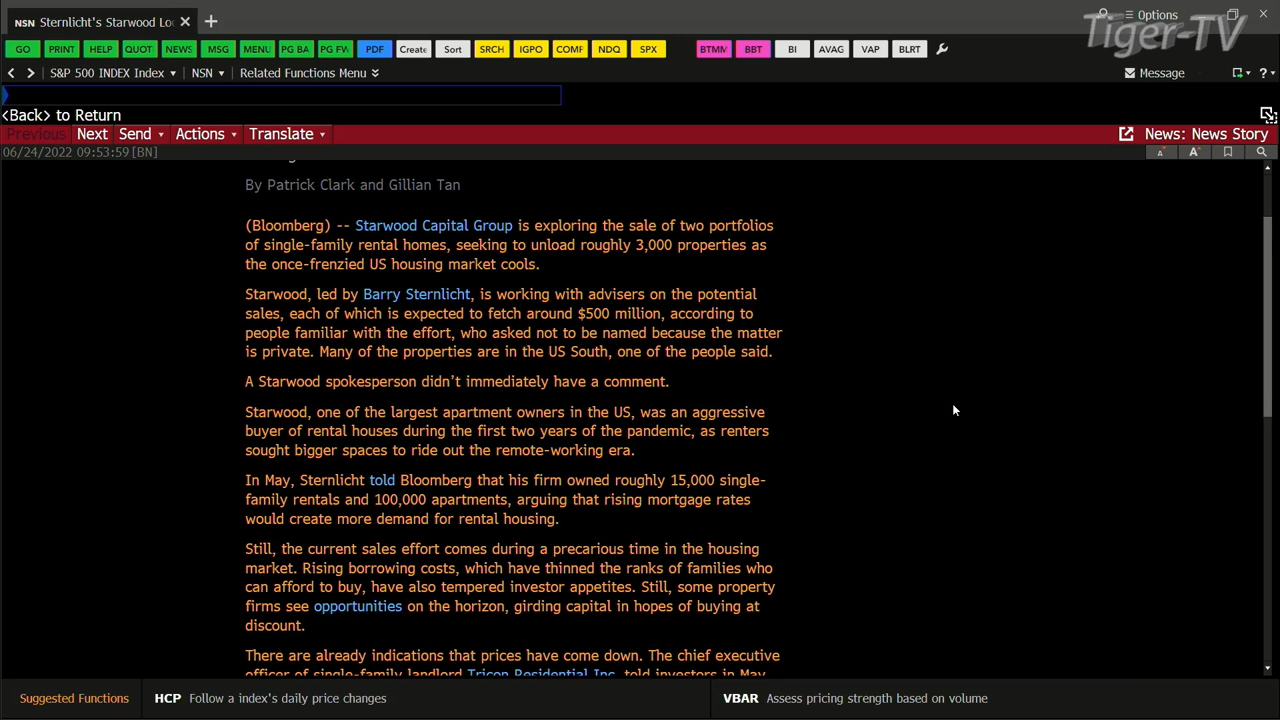 NSN Sternlicht's Starwood Lo
Options
Tiger-TV
GO PRINT HELP QUOT NEWS MSG MENU PG BA PG FW PDF Create Sort SRCH IGPO COMF NDQ SPX BTMM BBT BI AVAG VAP BLRT
S&P 500 INDEX Index NSN Related Functions Menu Message ?
<Back> to Return
Previous Next Send Actions Translate News: News Story
06/24/2022 09:53:59 [BN] A A
By Patrick Clark and Gillian Tan
(Bloomberg) -- Starwood Capital Group is exploring the sale of two portfolios
of single-family rental homes, seeking to unload roughly 3,000 properties as
the once-frenzied US housing market cools.
Starwood, led by Barry Sternlicht, is working with advisers on the potential
sales, each of which is expected to fetch around $500 million, according to
people familiar with the effort, who asked not to be named because the matter
is private. Many of the properties are in the US South, one of the people said.
A Starwood spokesperson didn't immediately have a comment.
Starwood, one of the largest apartment owners in the US, was an aggressive
buyer of rental houses during the first two years of the pandemic, as renters
sought bigger spaces to ride out the remote-working era.
In May, Sternlicht told Bloomberg that his firm owned roughly 15,000 single-
family rentals and 100,000 apartments, arguing that rising mortgage rates
would create more demand for rental housing.
Still, the current sales effort comes during a precarious time in the housing
market. Rising borrowing costs, which have thinned the ranks of families who
can afford to buy, have also tempered investor appetites. Still, some property
firms see opportunities on the horizon, girding capital in hopes of buying at
discount.
There are already indications that prices have come down. The chief executive
officer of single-family landlord Tricon Residential Inc. told investors in May
Suggested Functions HCP Follow a index's daily price changes VBAR Assess pricing strength based on volume